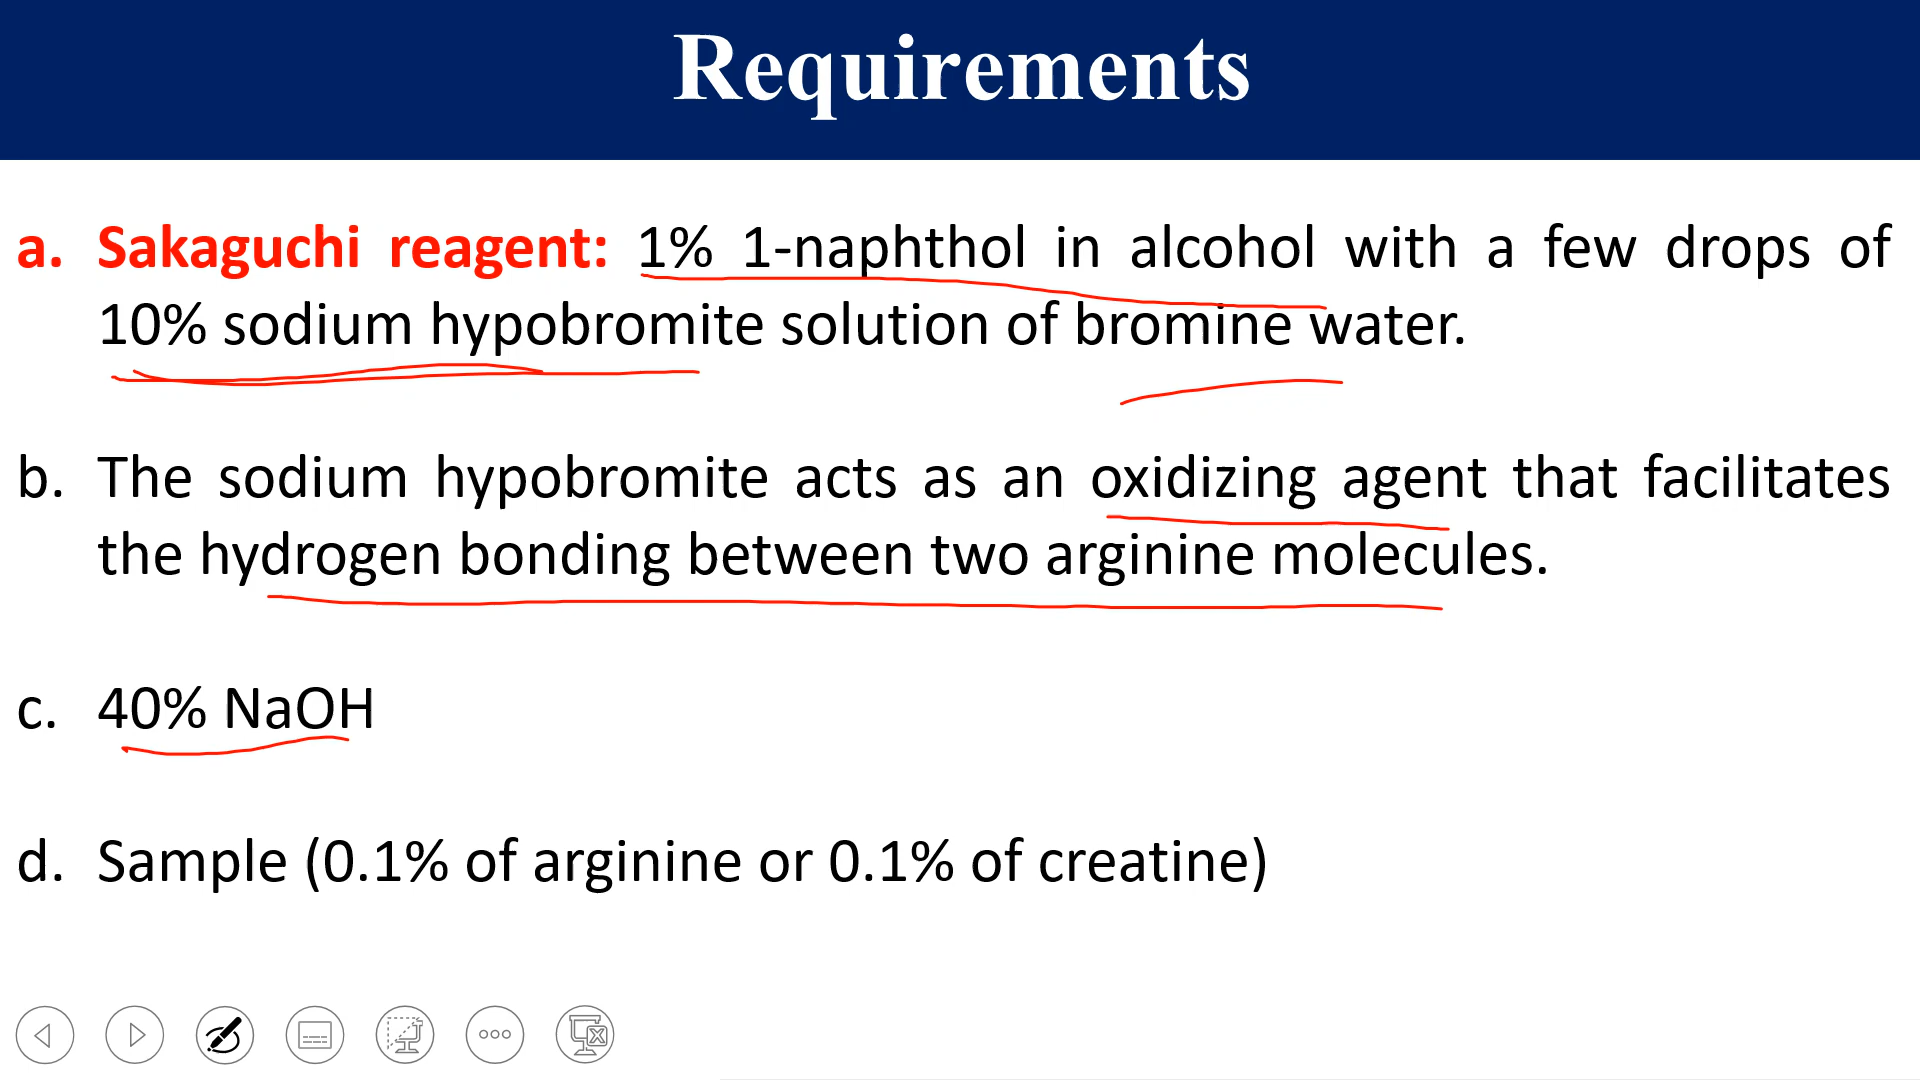 Requirements
a. Sakaguchi reagent: 1% 1-naphthol in alcohol with a few drops of
10% sodium hypobromite solution of bromine water.
b. The sodium hypobromite acts as an oxidizing agent that facilitates
the hydrogen bonding between two arginine molecules.
c. 40% NaOH
d. Sample (0.1% of arginine or 0.1% of creatine)